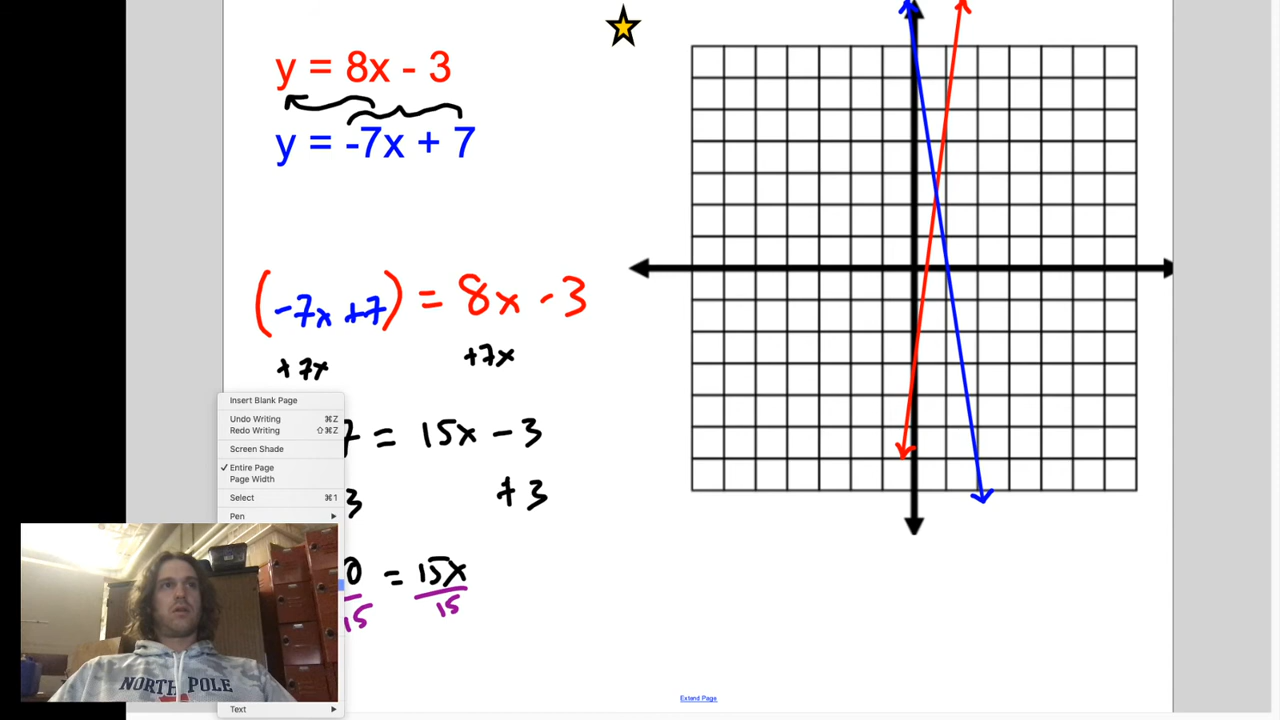 y = 8x - 3
y = -7x + 7
(-7x +7) = 8x - 3
+7x +7x
7 = 15x - 3
3 + 3
0 = 15x
15 15
Insert Blank Page
Undo Writing ⌘Z
Redo Writing ⇧⌘Z
Screen Shade
✓ Entire Page
Page Width
Select ⌘1
Pen
Text
NORTH POLE
Extend Page